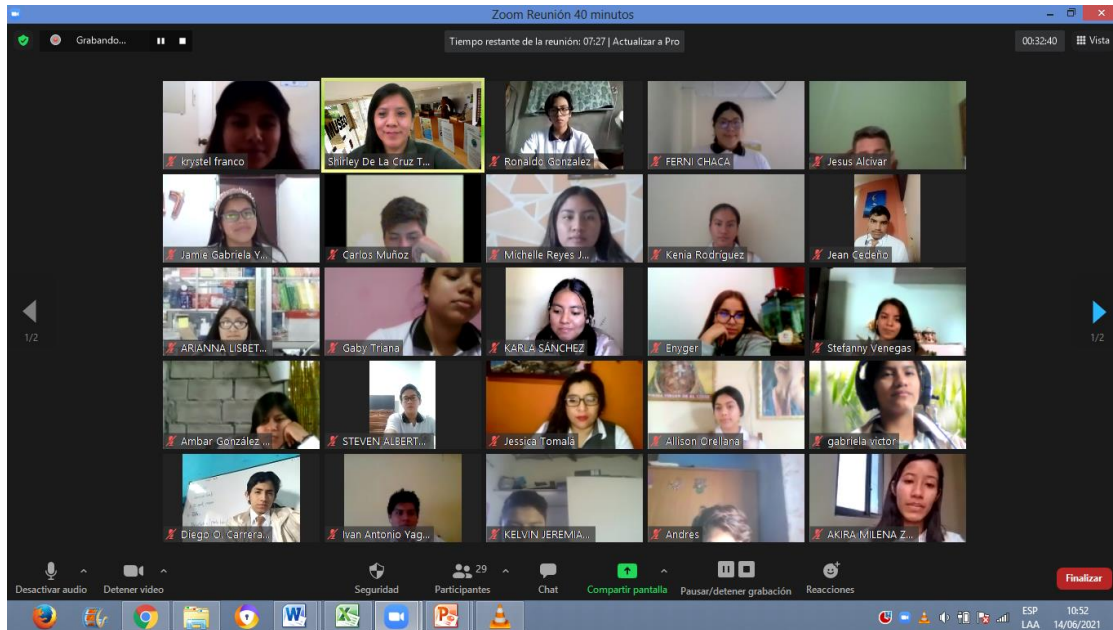 Zoom Reunión 40 minutos
Grabando...
Tiempo restante de la reunión: 07:27 | Actualizar a Pro
00:32:40
Vista
krystel franco
Shirley De La Cruz T...
Ronaldo Gonzalez
FERNI CHACA
Jesus Alcivar
Jamie Gabriela Y...
Carlos Muñoz
Michelle Reyes J...
Kenia Rodríguez
Jean Cedeño
ARIANNA LISBET...
Gaby Triana
KARLA SÁNCHEZ
Enyger
Stefanny Venegas
Ambar González ...
STEVEN ALBERT...
Jessica Tomalá
Allison Orellana
gabriela victor
Diego O. Carrera...
Ivan Antonio Yag...
KELVIN JEREMIA...
Andres
AKIRA MILENA Z...
1/2
1/2
Desactivar audio
Detener video
Seguridad
Participantes
29
Chat
Compartir pantalla
Pausar/detener grabación
Reacciones
Finalizar
ESP
LAA
10:52
14/06/2021